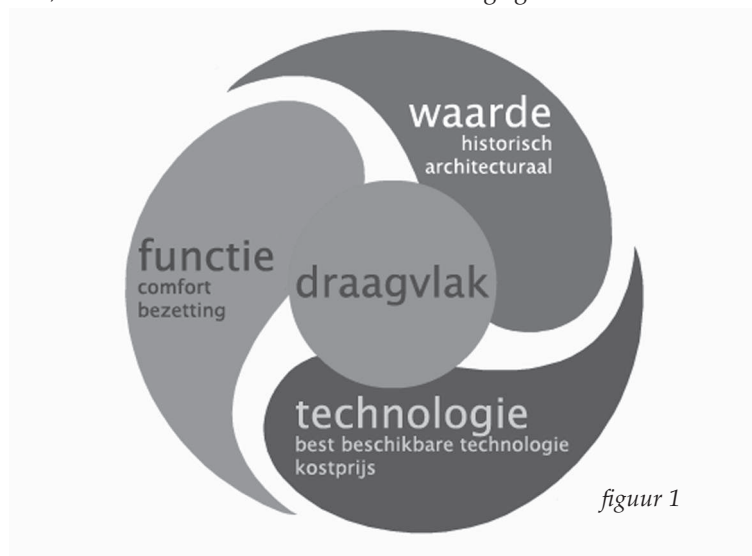 waarde
historisch
architecturaal
functie
comfort
bezetting
draagvlak
technologie
best beschikbare technologie
kostprijs
figuur 1